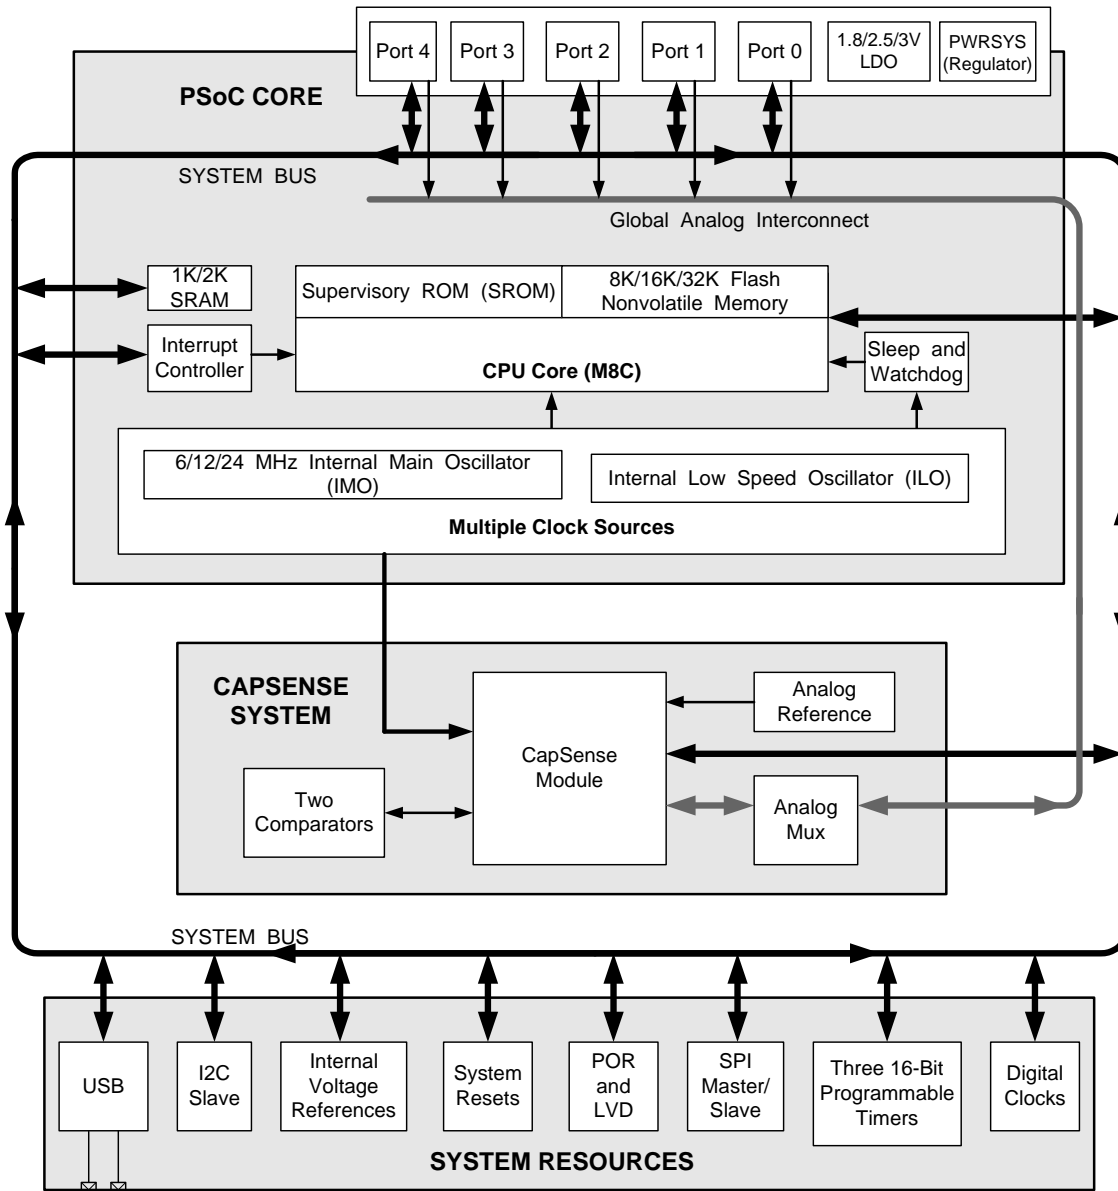 Port 4
Port 3
Port 2
Port 1
Port 0
1.8/2.5/3V
LDO
PWRSYS
(Regulator)
PSoC CORE
SYSTEM BUS
Global Analog Interconnect
1K/2K
SRAM
Supervisory ROM (SROM)
8K/16K/32K Flash
Nonvolatile Memory
Interrupt
Controller
CPU Core (M8C)
Sleep and
Watchdog
6/12/24 MHz Internal Main Oscillator
(IMO)
Internal Low Speed Oscillator (ILO)
Multiple Clock Sources
CAPSENSE
SYSTEM
CapSense
Module
Analog
Reference
Two
Comparators
Analog
Mux
SYSTEM BUS
USB
I2C
Slave
Internal
Voltage
References
System
Resets
POR
and
LVD
SPI
Master/
Slave
Three 16-Bit
Programmable
Timers
Digital
Clocks
SYSTEM RESOURCES